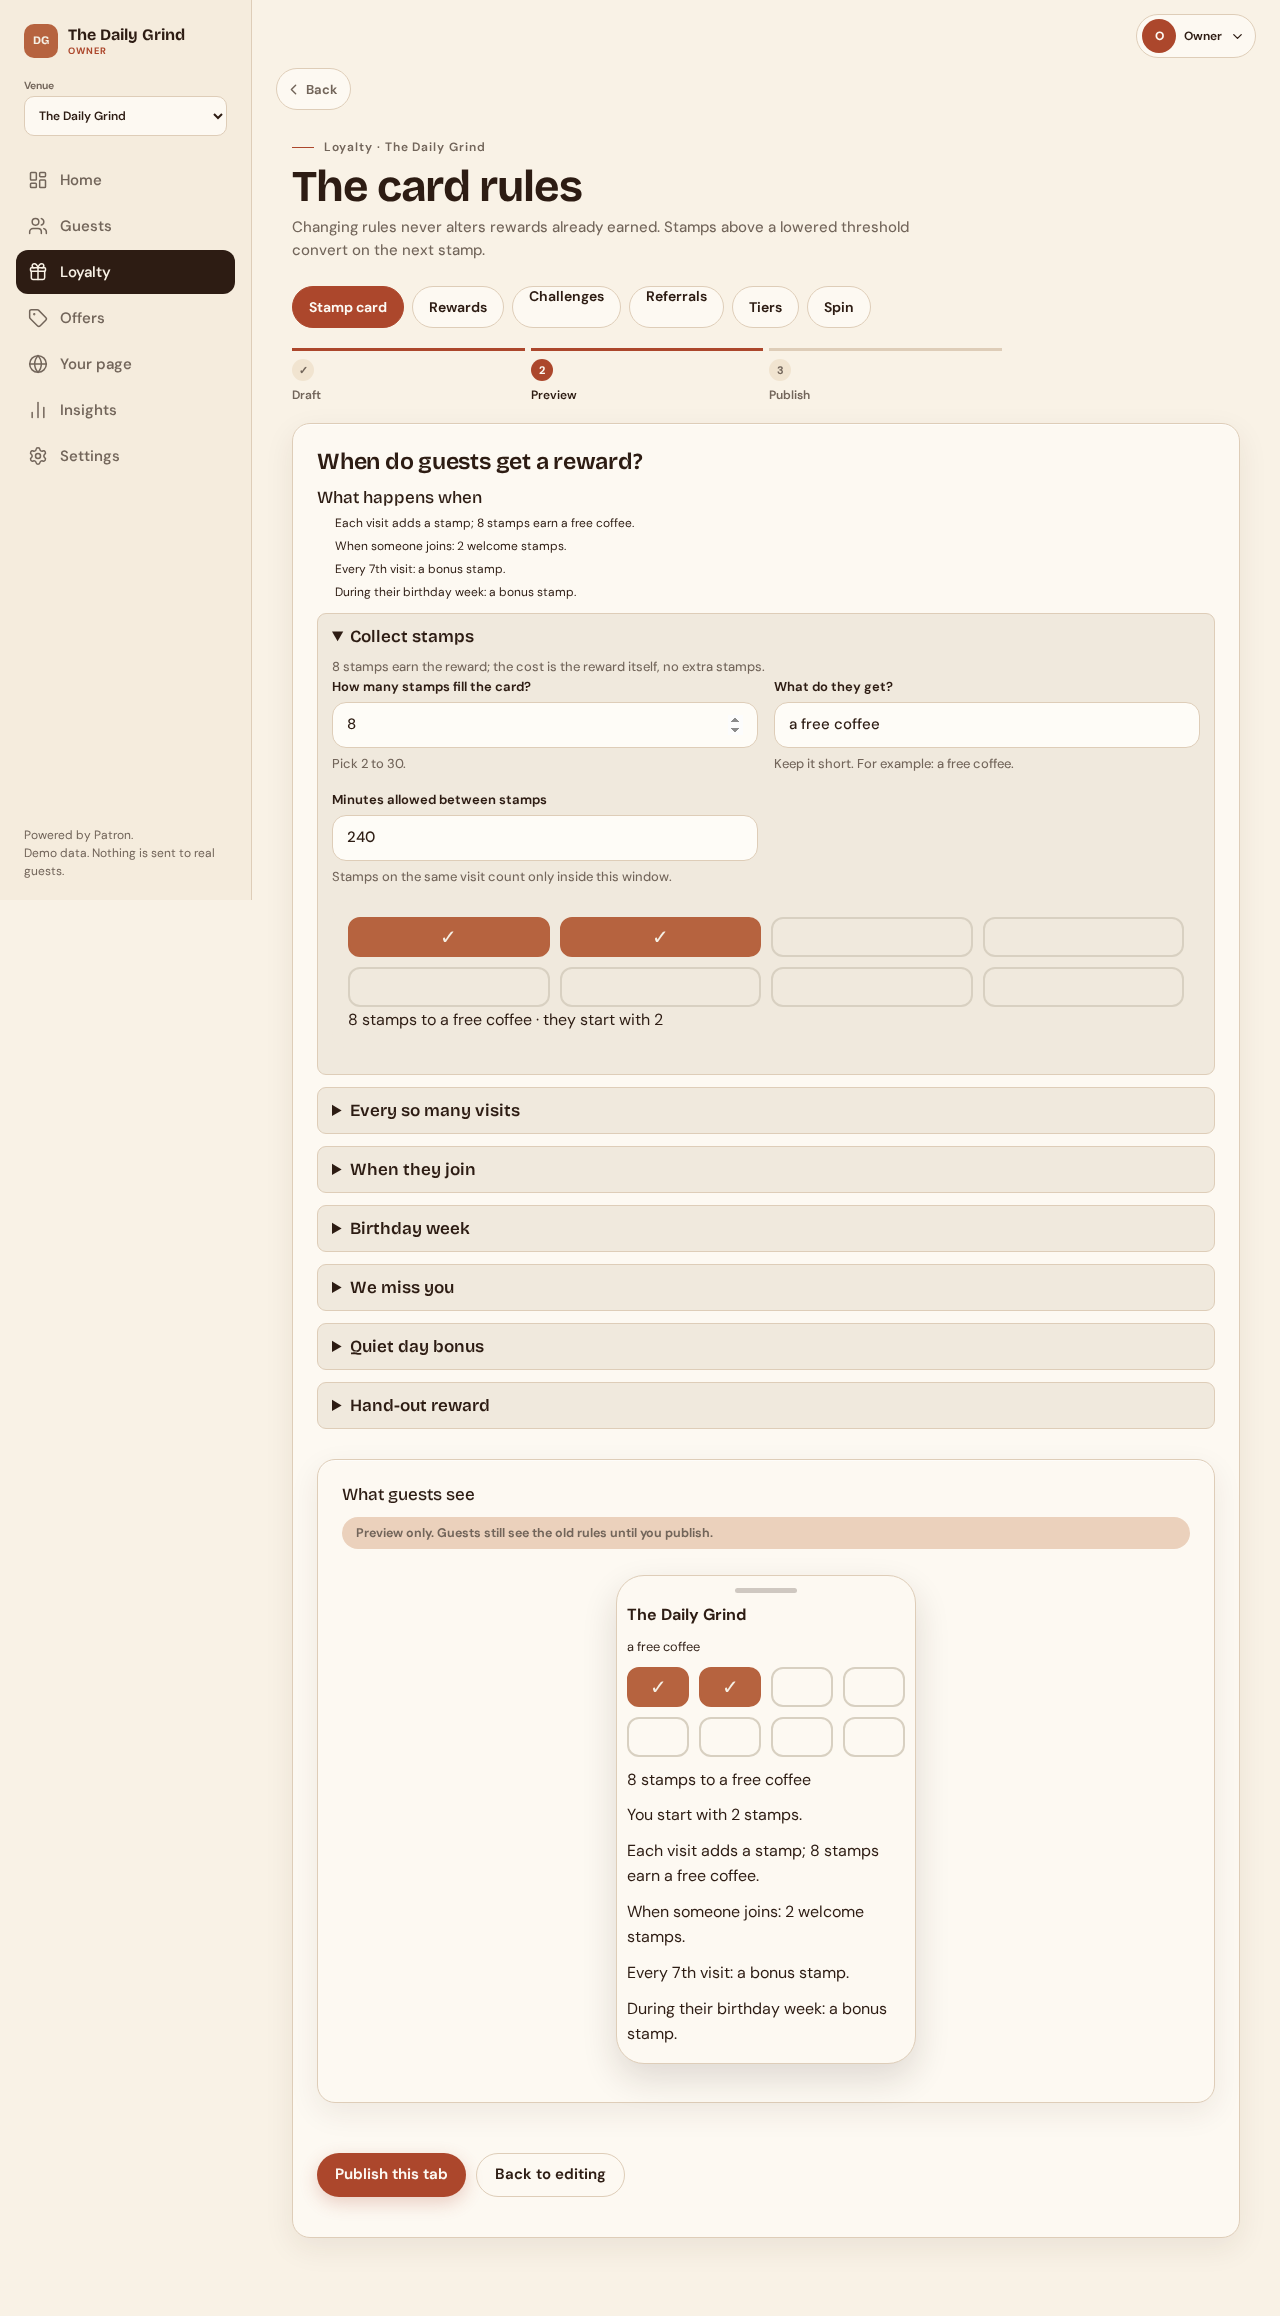 DG
The Daily Grind
OWNER
Venue
The Daily Grind
Home
Guests
Loyalty
Offers
Your page
Insights
Settings
Powered by Patron.
Demo data. Nothing is sent to real
guests.
O
Owner
Back
Loyalty · The Daily Grind
The card rules
Changing rules never alters rewards already earned. Stamps above a lowered threshold
convert on the next stamp.
Stamp card
Rewards
Challenges
Referrals
Tiers
Spin
✓
Draft
2
Preview
3
Publish
When do guests get a reward?
What happens when
Each visit adds a stamp; 8 stamps earn a free coffee.
When someone joins: 2 welcome stamps.
Every 7th visit: a bonus stamp.
During their birthday week: a bonus stamp.
▼ Collect stamps
8 stamps earn the reward; the cost is the reward itself, no extra stamps.
How many stamps fill the card?
8
Pick 2 to 30.
What do they get?
a free coffee
Keep it short. For example: a free coffee.
Minutes allowed between stamps
240
Stamps on the same visit count only inside this window.
✓ ✓
8 stamps to a free coffee · they start with 2
▶ Every so many visits
▶ When they join
▶ Birthday week
▶ We miss you
▶ Quiet day bonus
▶ Hand-out reward
What guests see
Preview only. Guests still see the old rules until you publish.
The Daily Grind
a free coffee
✓ ✓
8 stamps to a free coffee
You start with 2 stamps.
Each visit adds a stamp; 8 stamps
earn a free coffee.
When someone joins: 2 welcome
stamps.
Every 7th visit: a bonus stamp.
During their birthday week: a bonus
stamp.
Publish this tab
Back to editing